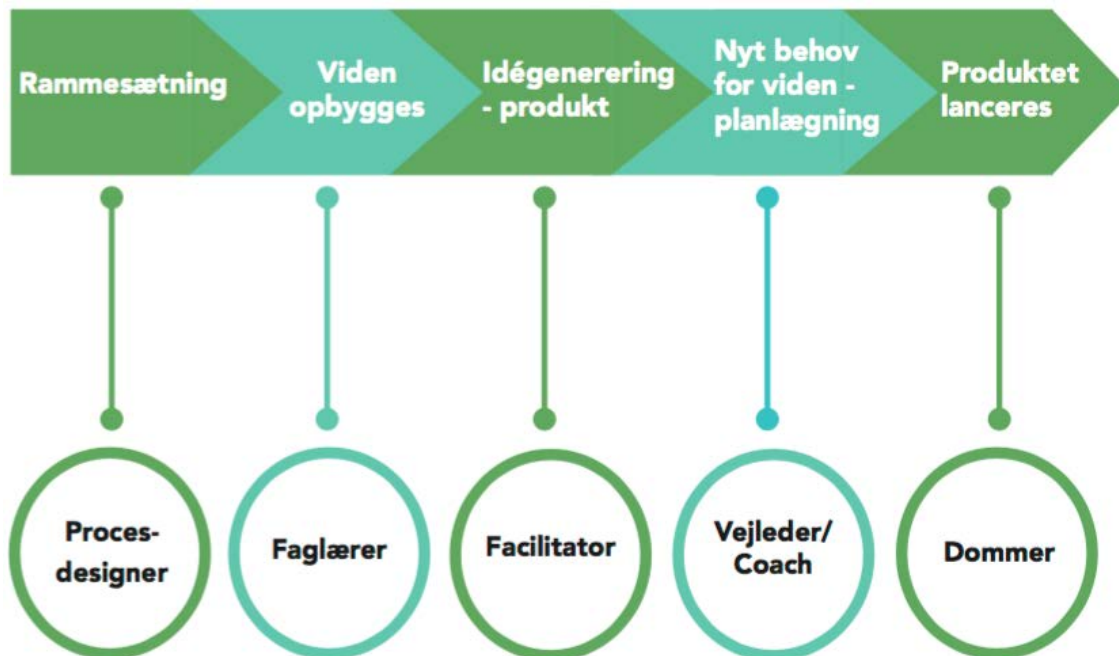 Rammesætning
Viden
opbygges
Idégenerering
- produkt
Nyt behov
for viden -
planlægning
Produktet
lanceres
Proces-
designer
Faglærer
Facilitator
Vejleder/
Coach
Dommer